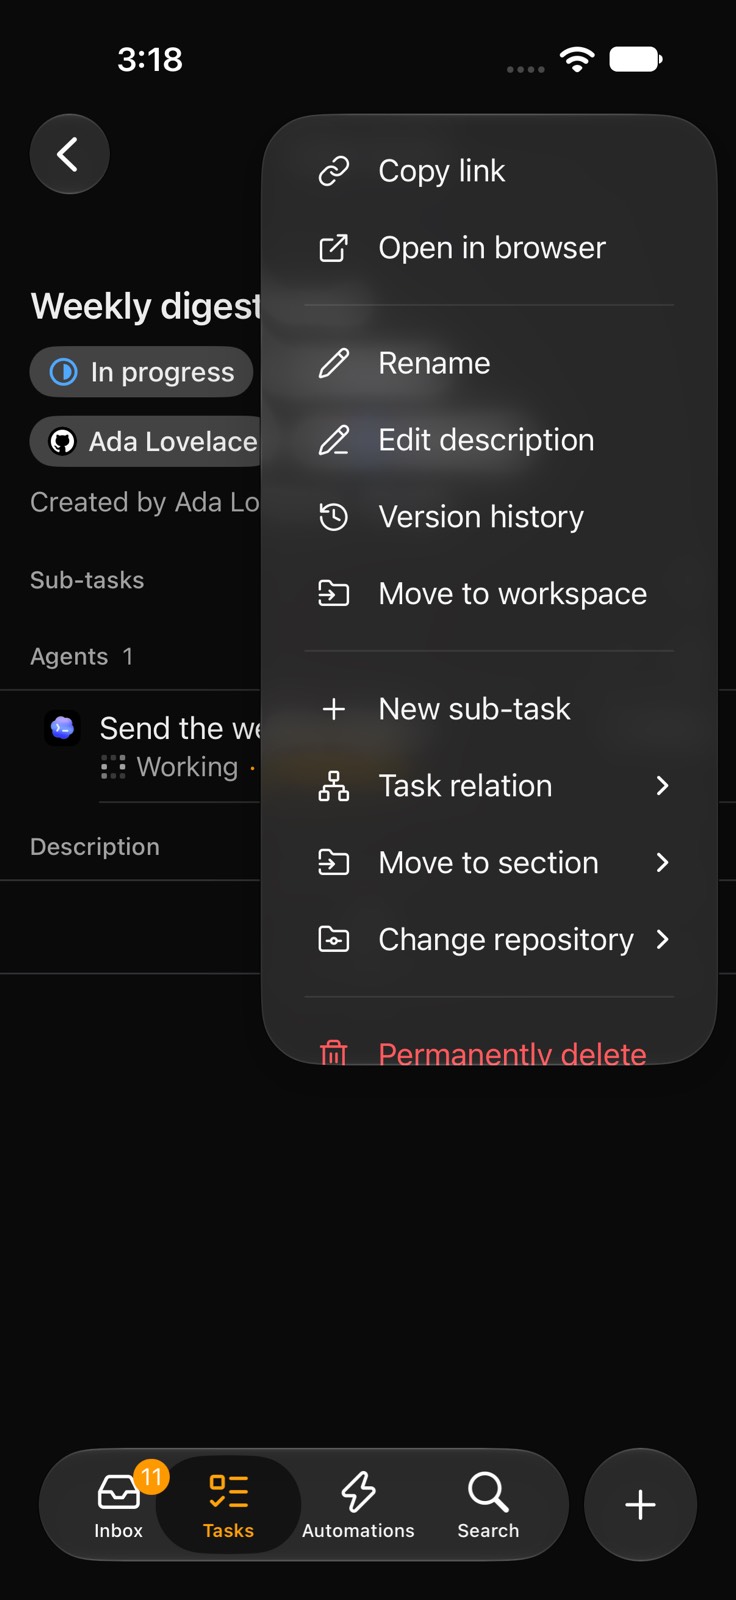 3:18
Copy link
Open in browser
Weekly digest
Rename
In progress
Edit description
Ada Lovelace
Version history
Created by Ada Lo
Sub-tasks
Move to workspace
Agents 1
New sub-task
Send the we
Working ·
Task relation
Description
Move to section
Change repository
Permanently delete
11
Inbox
Tasks
Automations
Search